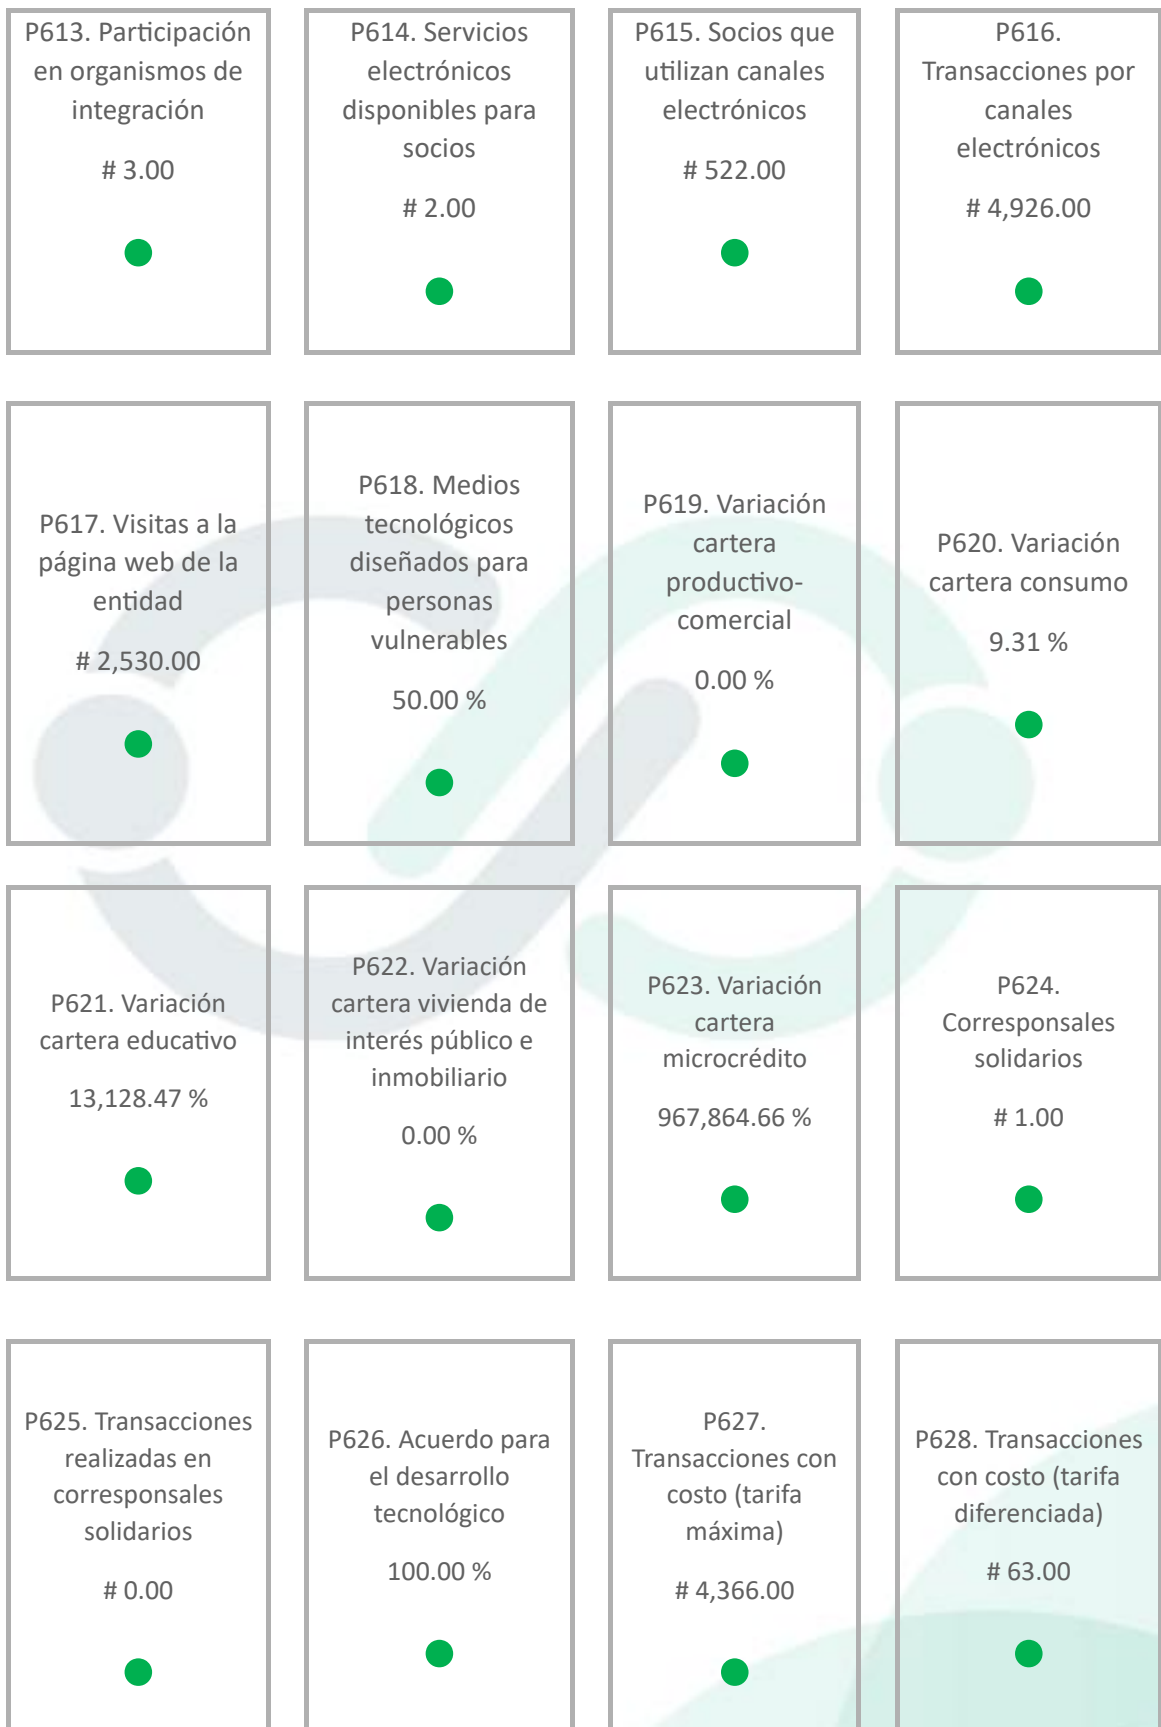 P613. Participación
en organismos de
integración
# 3.00
P614. Servicios
electrónicos
disponibles para
socios
# 2.00
P615. Socios que
utilizan canales
electrónicos
# 522.00
P616.
Transacciones por
canales
electrónicos
# 4,926.00
P617. Visitas a la
página web de la
entidad
# 2,530.00
P618. Medios
tecnológicos
diseñados para
personas
vulnerables
50.00 %
P619. Variación
cartera
productivo-
comercial
0.00 %
P620. Variación
cartera consumo
9.31 %
P621. Variación
cartera educativo
13,128.47 %
P622. Variación
cartera vivienda de
interés público e
inmobiliario
0.00 %
P623. Variación
cartera
microcrédito
967,864.66 %
P624.
Corresponsales
solidarios
# 1.00
P625. Transacciones
realizadas en
corresponsales
solidarios
# 0.00
P626. Acuerdo para
el desarrollo
tecnológico
100.00 %
P627.
Transacciones con
costo (tarifa
máxima)
# 4,366.00
P628. Transacciones
con costo (tarifa
diferenciada)
# 63.00